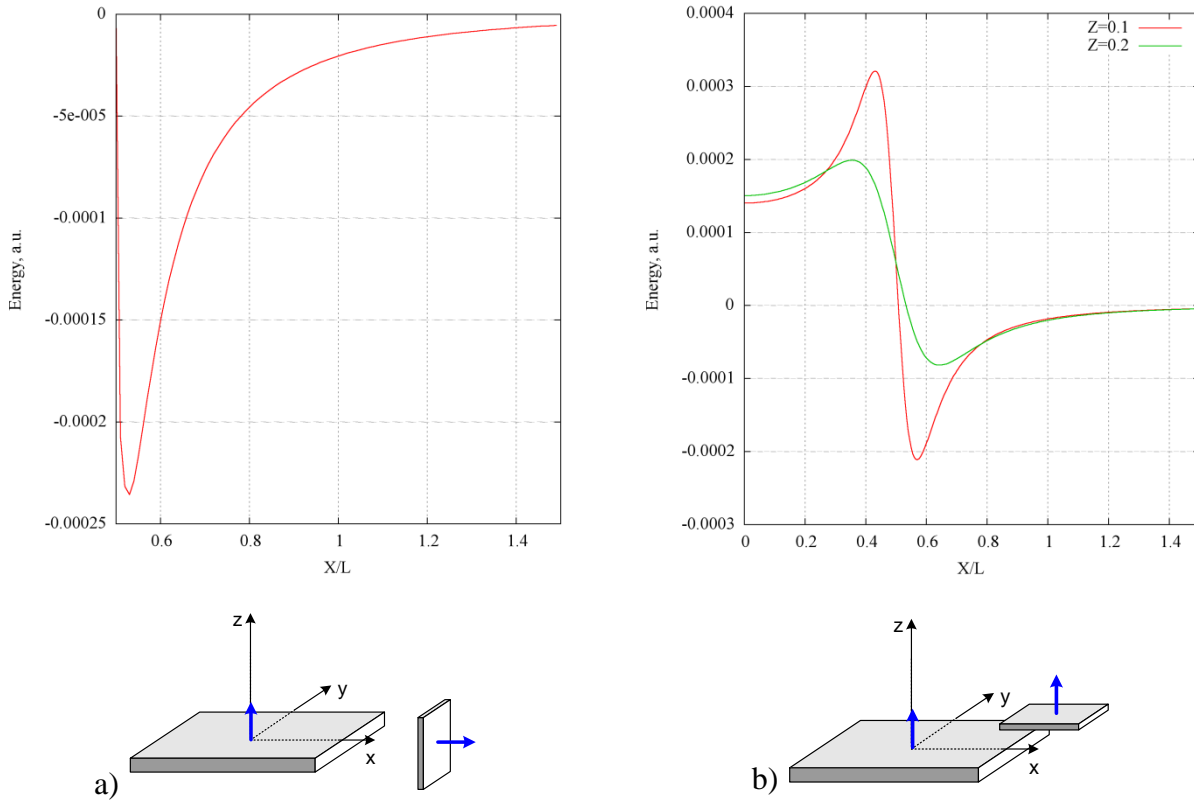 0
-5e-005
-0.0001
-0.00015
-0.0002
-0.00025
Energy, a.u.
0.6 0.8 1 1.2 1.4
X/L
0.0004
0.0003
0.0002
0.0001
0
-0.0001
-0.0002
-0.0003
Energy, a.u.
Z=0.1
Z=0.2
0 0.2 0.4 0.6 0.8 1 1.2 1.4
X/L
z
y
x
a)
z
y
x
b)